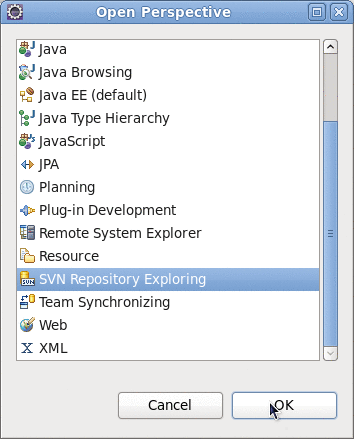 Open Perspective
Java
Java Browsing
Java EE (default)
Java Type Hierarchy
JavaScript
JPA
Planning
Plug-in Development
Remote System Explorer
Resource
SVN Repository Exploring
Team Synchronizing
Web
XML
Cancel
OK